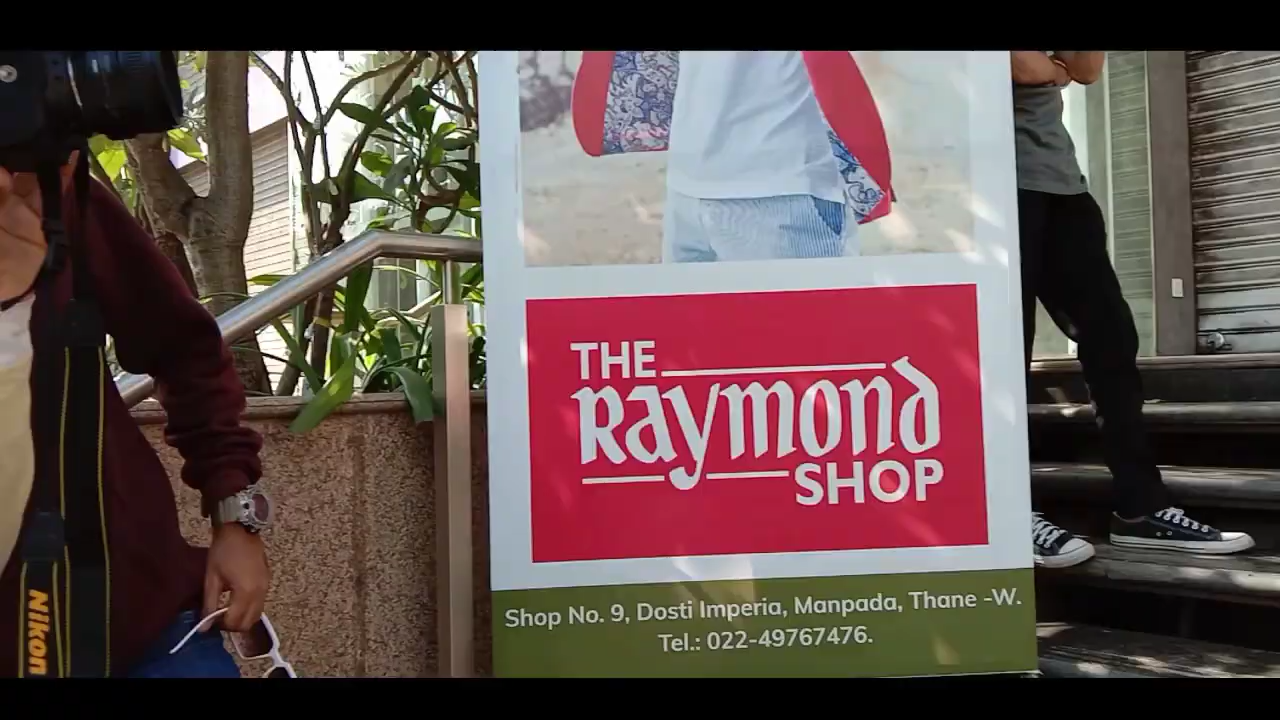 THE
Raymond
SHOP
Shop No. 9, Dosti Imperia, Manpada, Thane -W.
Tel.: 022-49767476.
Nikon